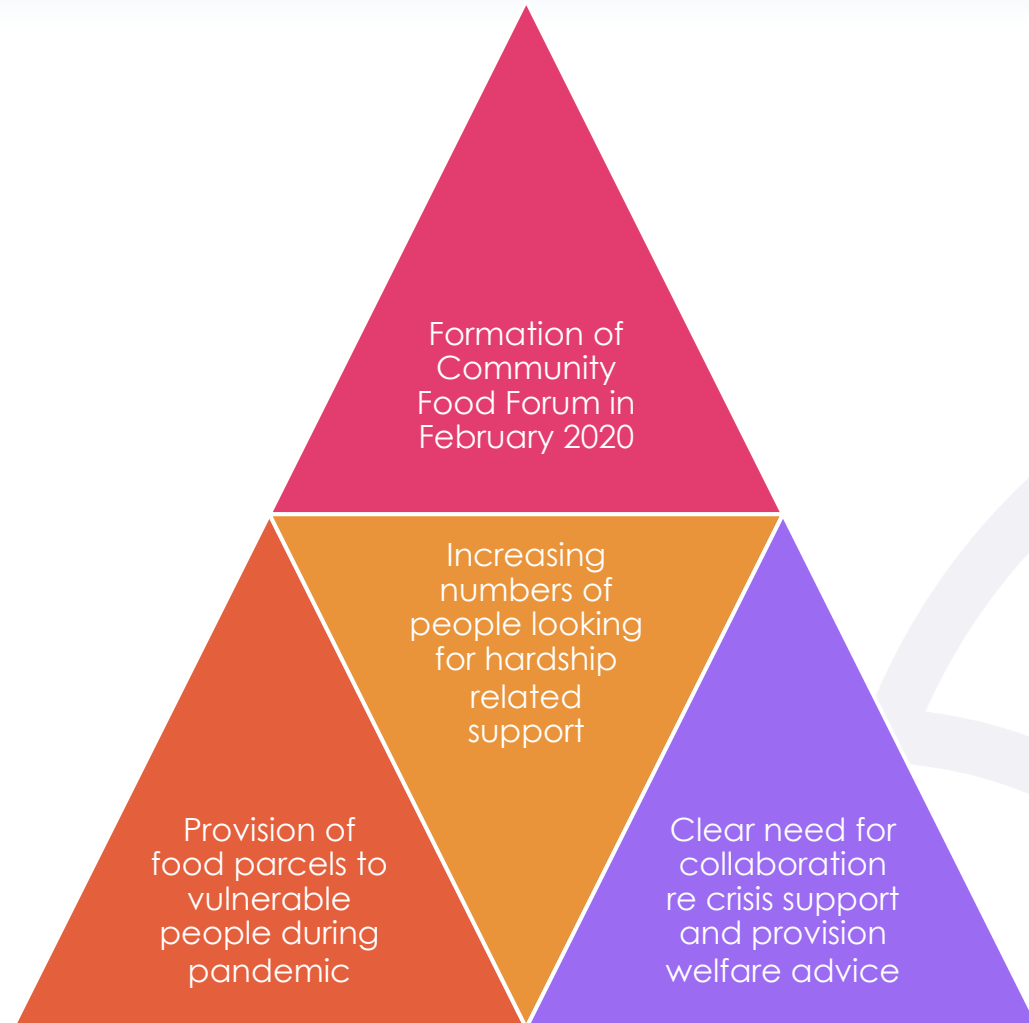 Formation of
Community
Food Forum in
February 2020
Increasing
numbers of
people looking
for hardship
related
support
Provision of
food parcels to
vulnerable
people during
pandemic
Clear need for
collaboration
re crisis support
and provision
welfare advice